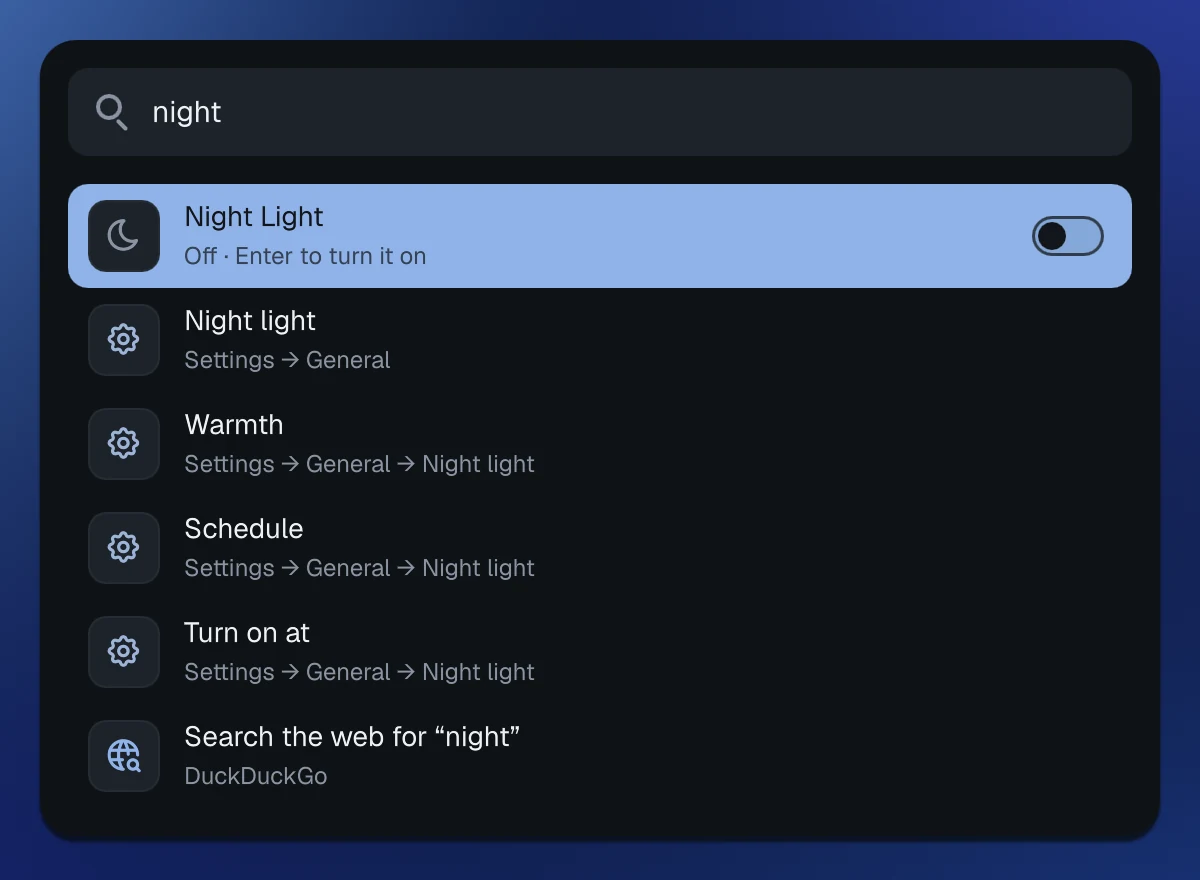 night
Night Light
Off · Enter to turn it on
Night light
Settings → General
Warmth
Settings → General → Night light
Schedule
Settings → General → Night light
Turn on at
Settings → General → Night light
Search the web for “night”
DuckDuckGo